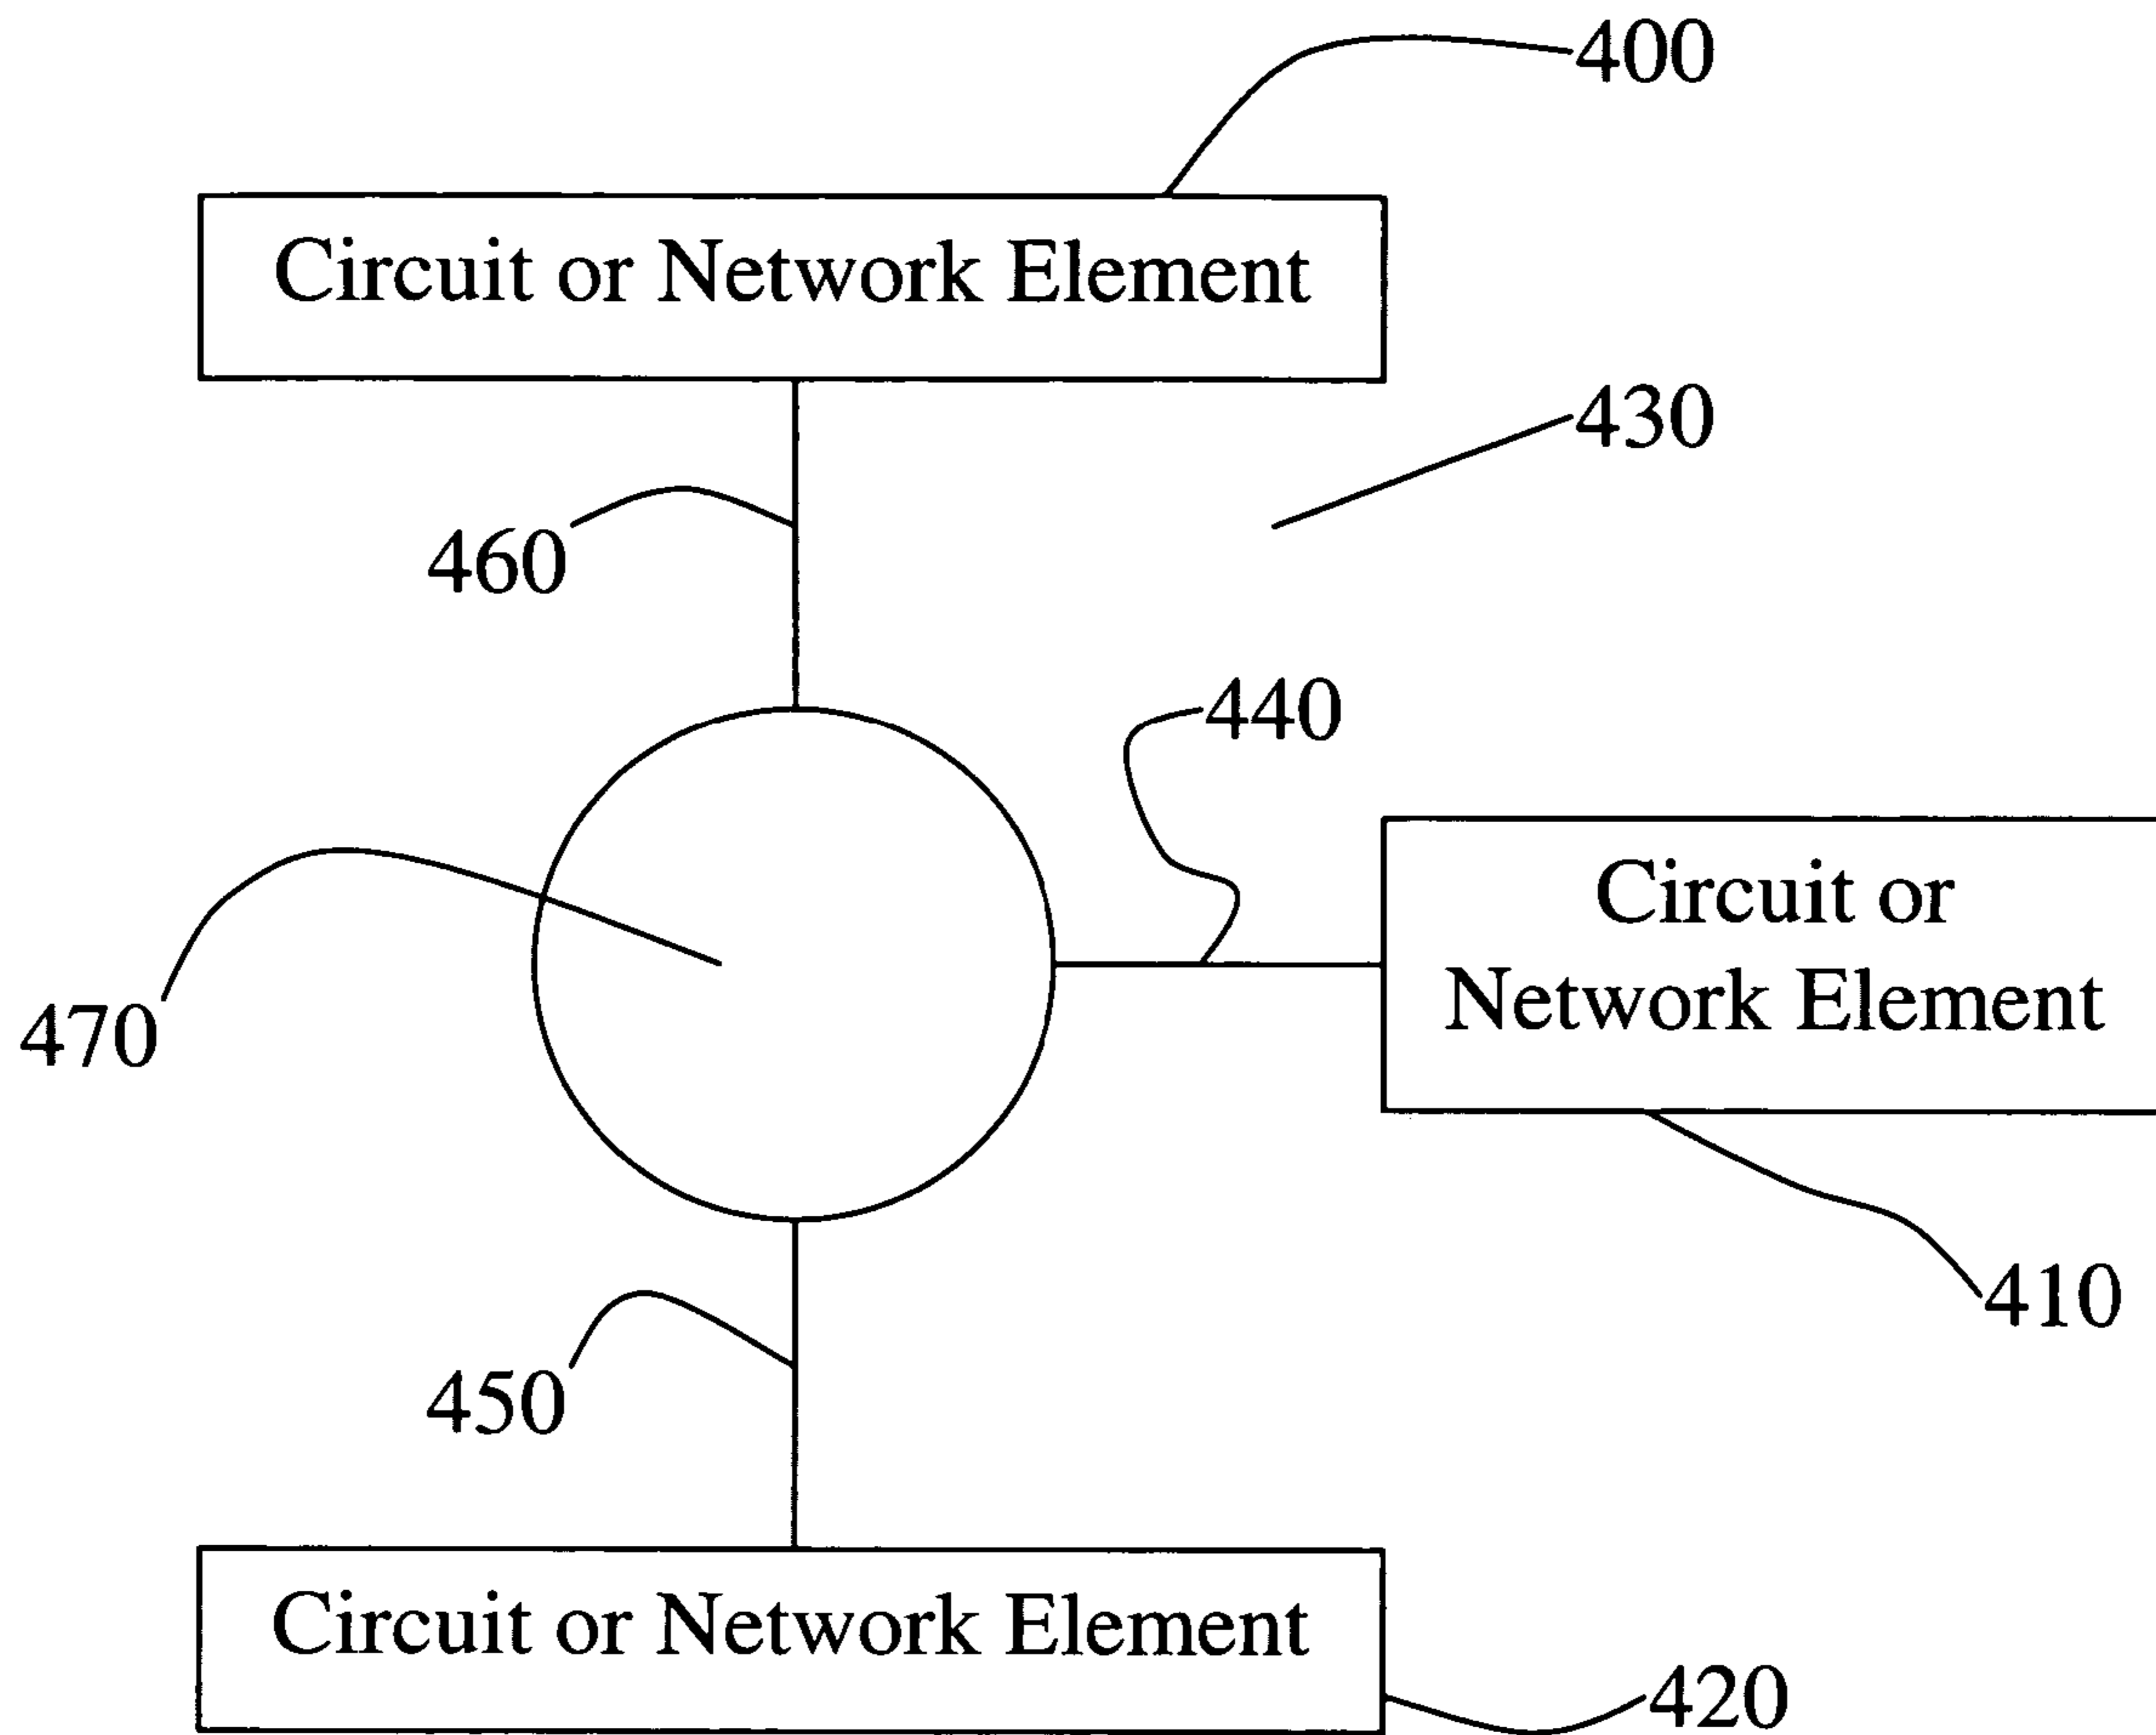 400
Circuit or Network Element
430
460
440
Circuit or
Network Element
470
410
450
Circuit or Network Element
420